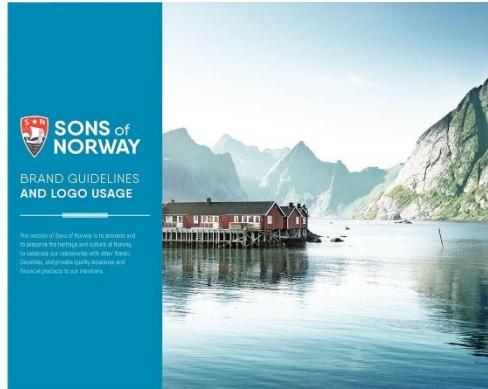 S★N
SONS of
NORWAY
BRAND GUIDELINES
AND LOGO USAGE
The mission of Sons of Norway is to promote and
to preserve the heritage and culture of Norway,
to celebrate our relationship with other Nordic
Countries, and provide quality insurance and
financial products to our members.